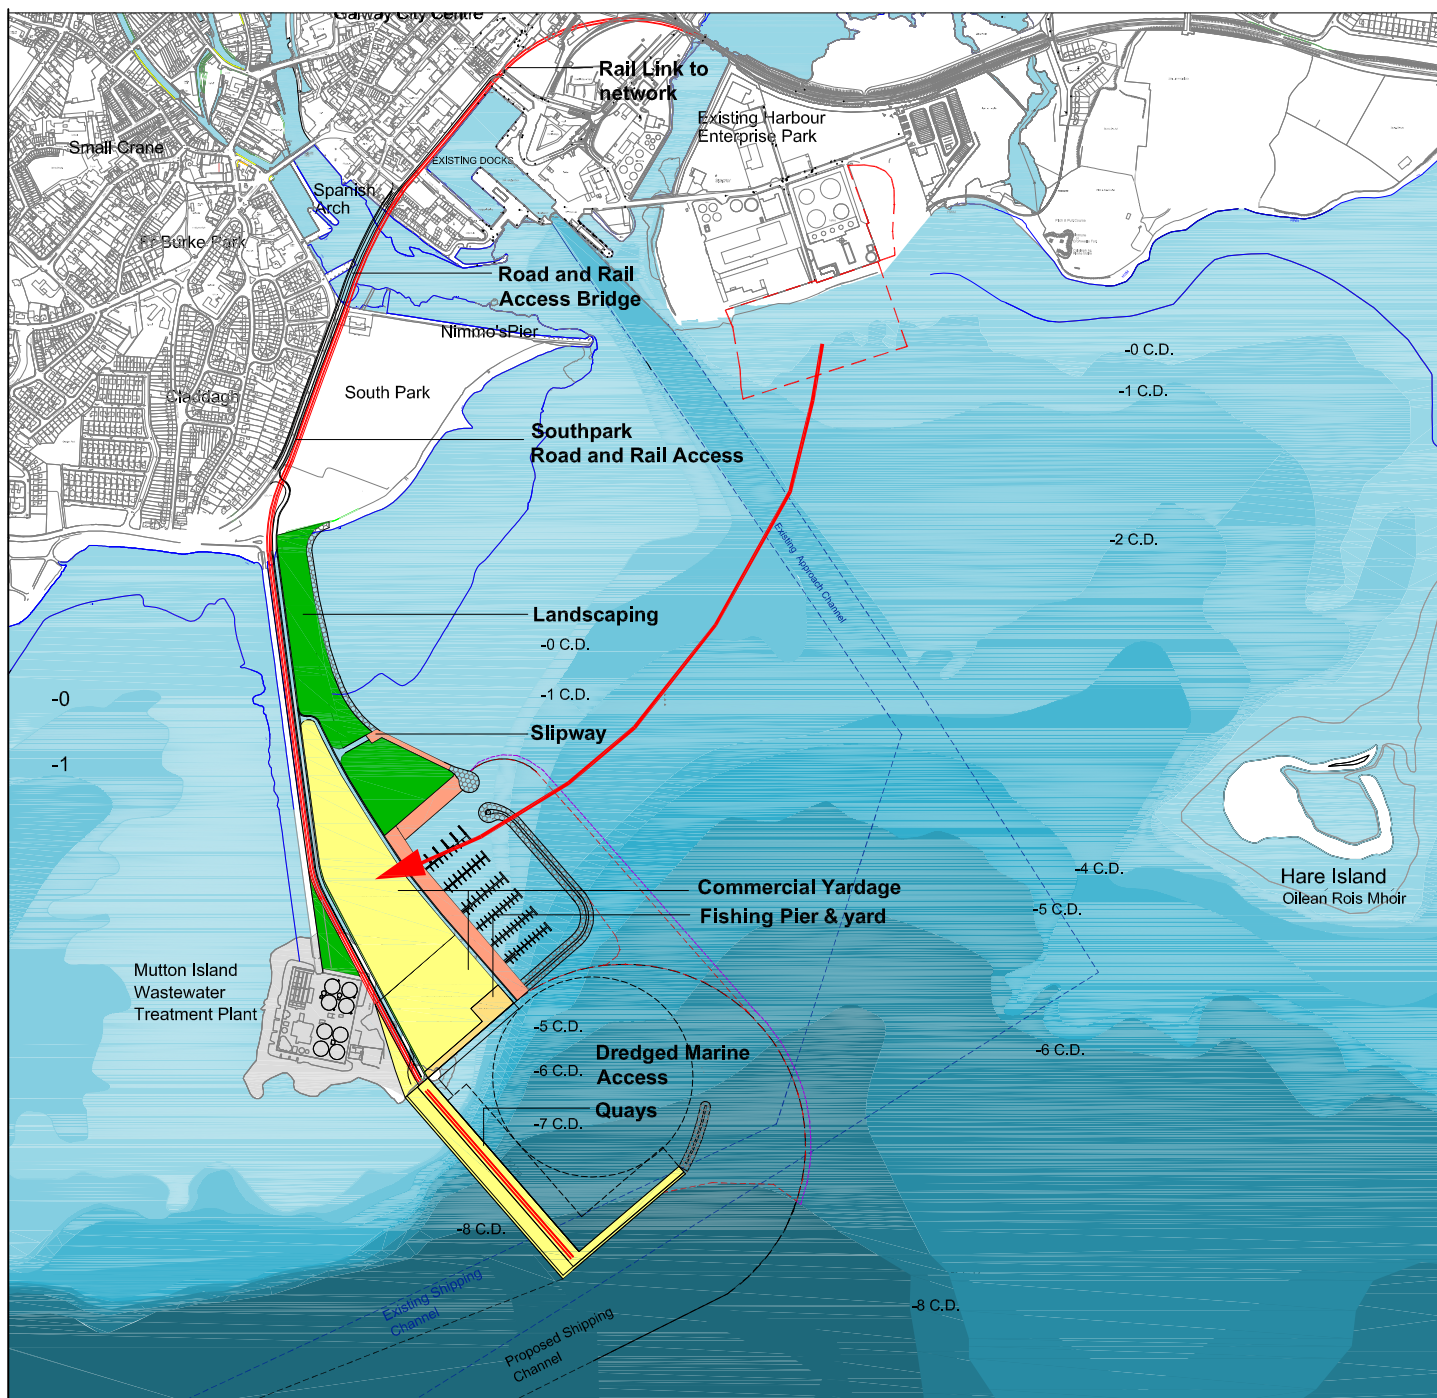 Galway City Centre
Rail Link to
network
Existing Harbour
Enterprise Park
Small Crane
EXISTING DOCKS
Spanish
Arch
Fr Burke Park
Road and Rail
Access Bridge
Nimmo'sPier
-0 C.D.
-1 C.D.
Claddagh
South Park
Southpark
Road and Rail Access
-2 C.D.
Existing Approach Channel
Landscaping
-0 C.D.
-1 C.D.
-0
Slipway
-1
-4 C.D.
Hare Island
Oilean Rois Mhoir
Commercial Yardage
-5 C.D.
Fishing Pier & yard
Mutton Island
Wastewater
Treatment Plant
-5 C.D.
Dredged Marine
Access
-6 C.D.
-6 C.D.
Quays
-7 C.D.
-8 C.D.
Existing Shipping
Channel
-8 C.D.
Proposed Shipping
Channel